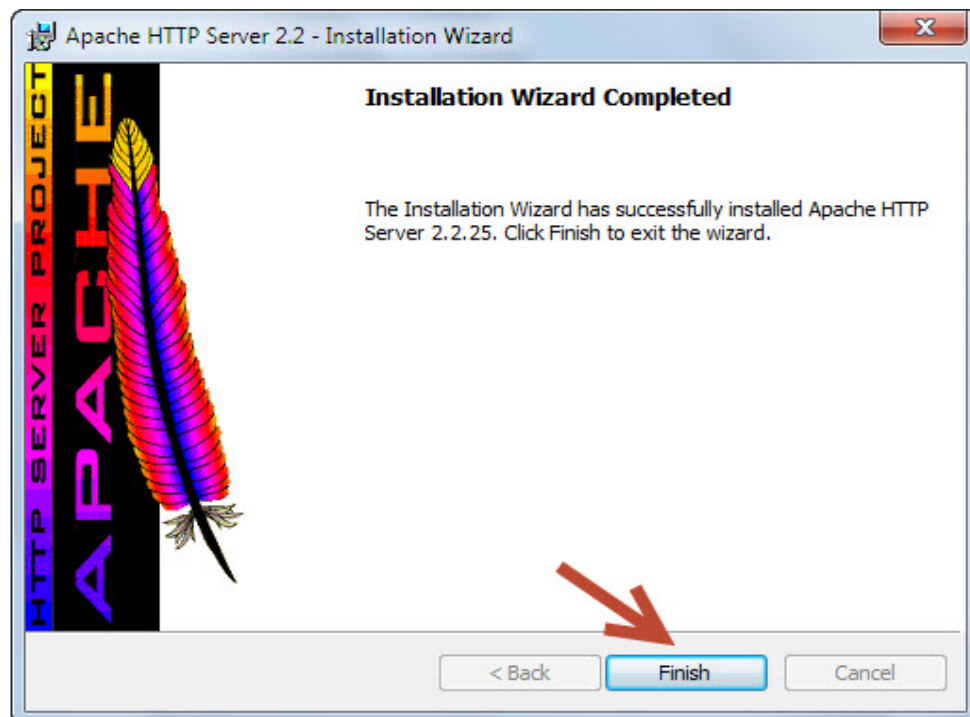 Apache HTTP Server 2.2 - Installation Wizard
X
HTTP SERVER PROJECT
APACHE
Installation Wizard Completed
The Installation Wizard has successfully installed Apache HTTP
Server 2.2.25. Click Finish to exit the wizard.
< Back
Finish
Cancel